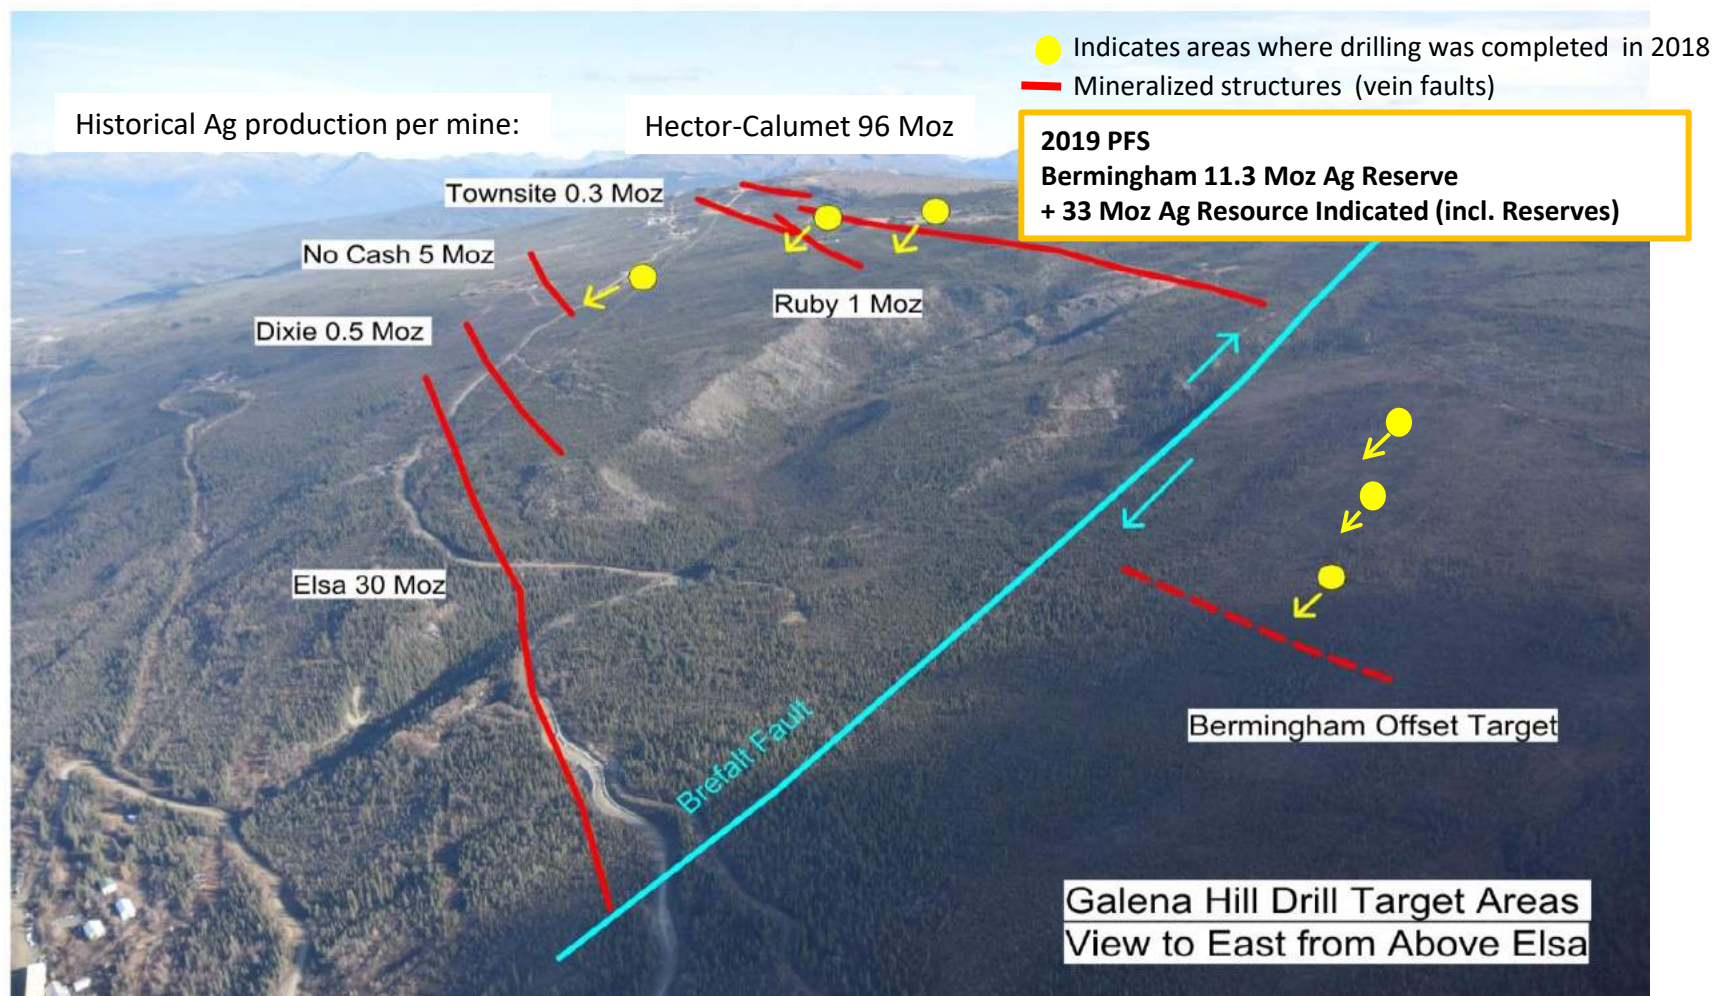 Indicates areas where drilling was completed in 2018
Mineralized structures (vein faults)
Historical Ag production per mine:
Hector-Calumet 96 Moz
2019 PFS
Bermingham 11.3 Moz Ag Reserve
+ 33 Moz Ag Resource Indicated (incl. Reserves)
Townsite 0.3 Moz
No Cash 5 Moz
Ruby 1 Moz
Dixie 0.5 Moz
Elsa 30 Moz
Brefalt Fault
Bermingham Offset Target
Galena Hill Drill Target Areas
View to East from Above Elsa